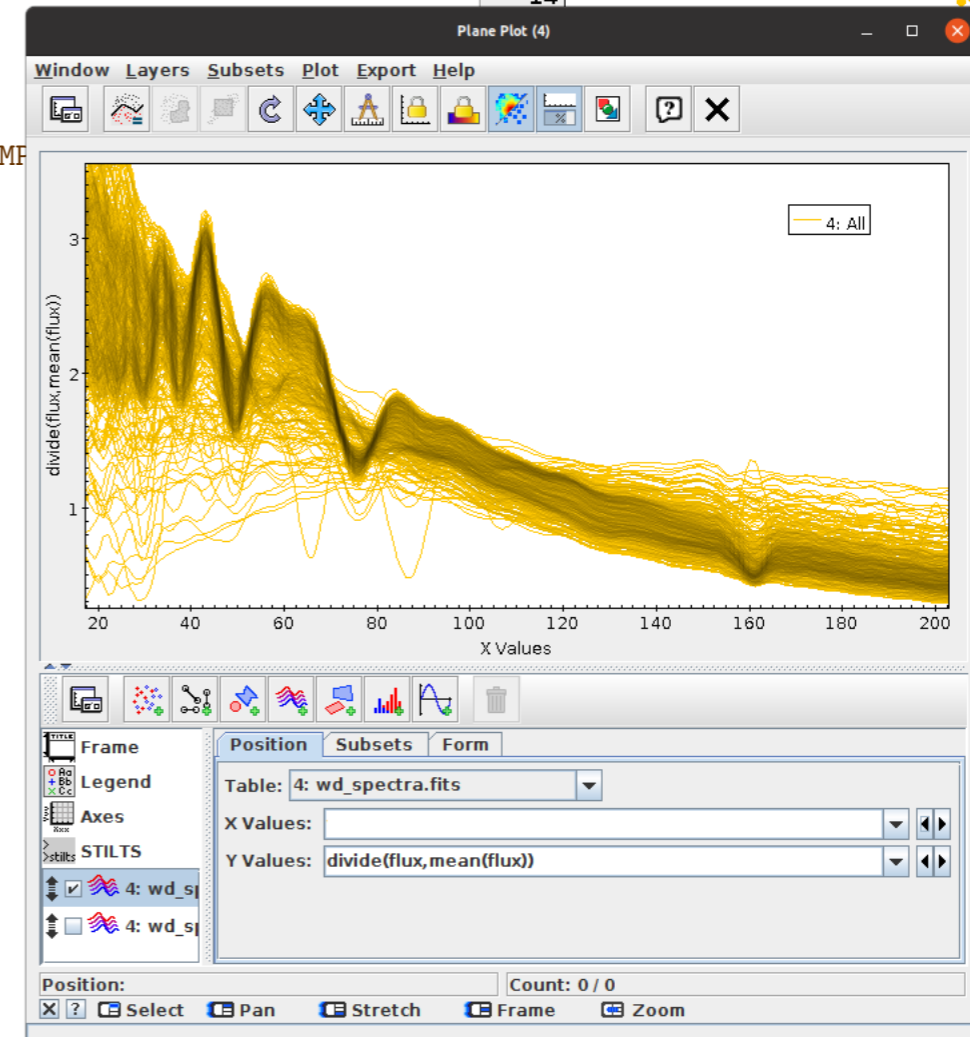 14
Plane Plot (4)
Window Layers Subsets Plot Export Help
MP
divide(flux,mean(flux))
3
2
1
4: All
20 40 60 80 100 120 140 160 180 200
X Values
Position Subsets Form
Frame
Legend
Axes
STILTS
4: wd_s
4: wd_s
Table: 4: wd_spectra.fits
X Values:
Y Values: divide(flux,mean(flux))
Position:
Count: 0 / 0
Select Pan Stretch Frame Zoom